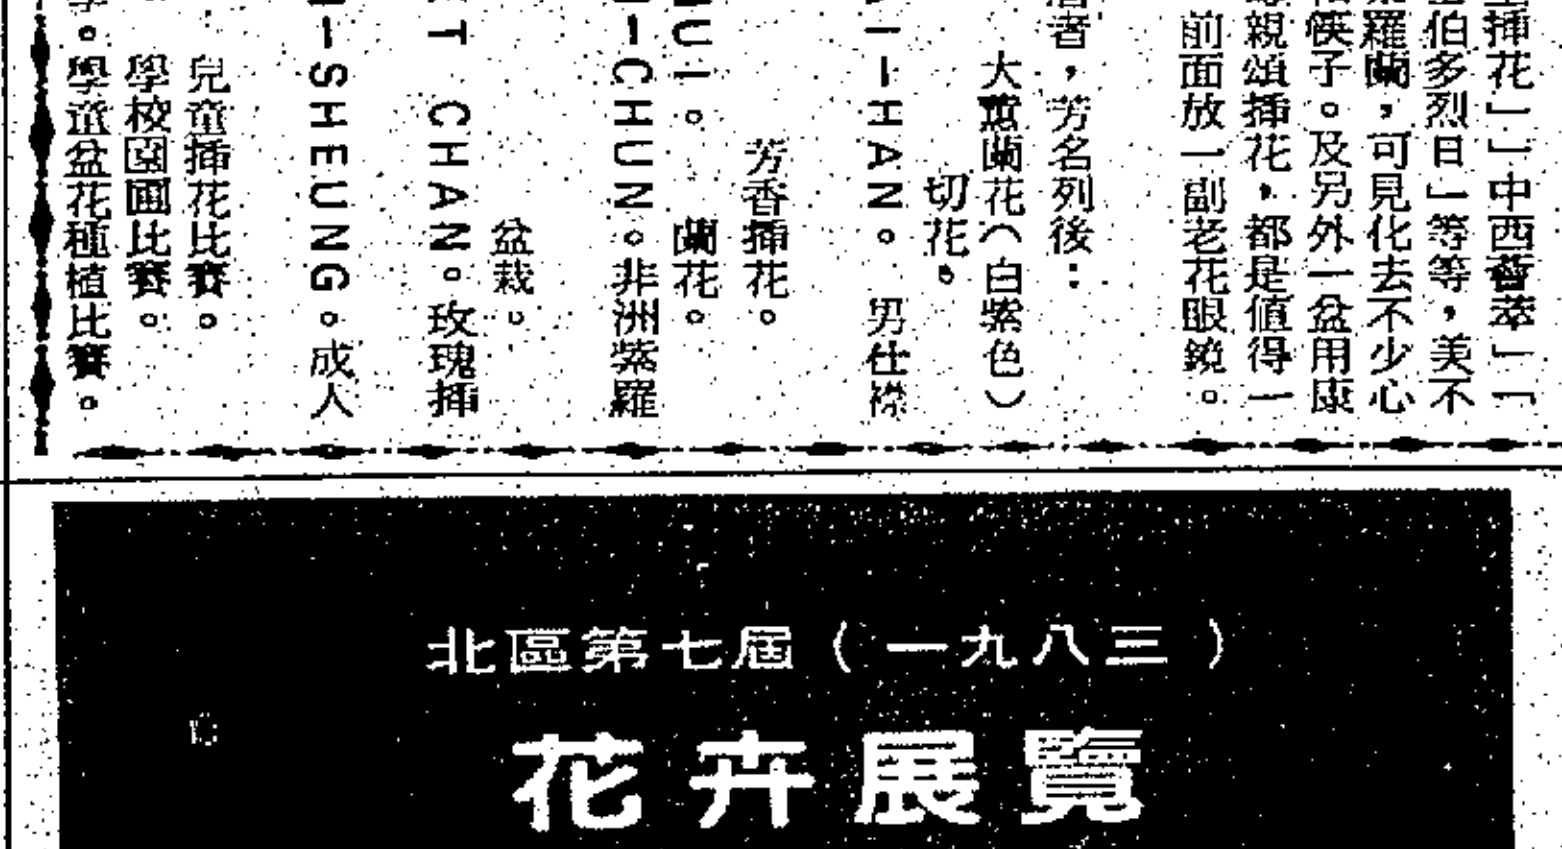 插花」」中西薈萃」「
伯多烈日」等等，美不
羅蘭，可見化去不少心
筷子。及另外一盆用康
親頌插花，都是值得一
前面放一副老花眼鏡。
者，芳名列後：
大蕙蘭花（白紫色）
切花。
I－HAN。男仕襟
芳香插花。
UI。蘭花。
－CHUN。非洲紫羅
盆栽。
T CHAN。玫瑰插
－SHEUNG。成人
兒童插花比賽。
學校園圃比賽。
。學童盆花種植比賽。
北區第七屆（一九八三）
花卉展覽